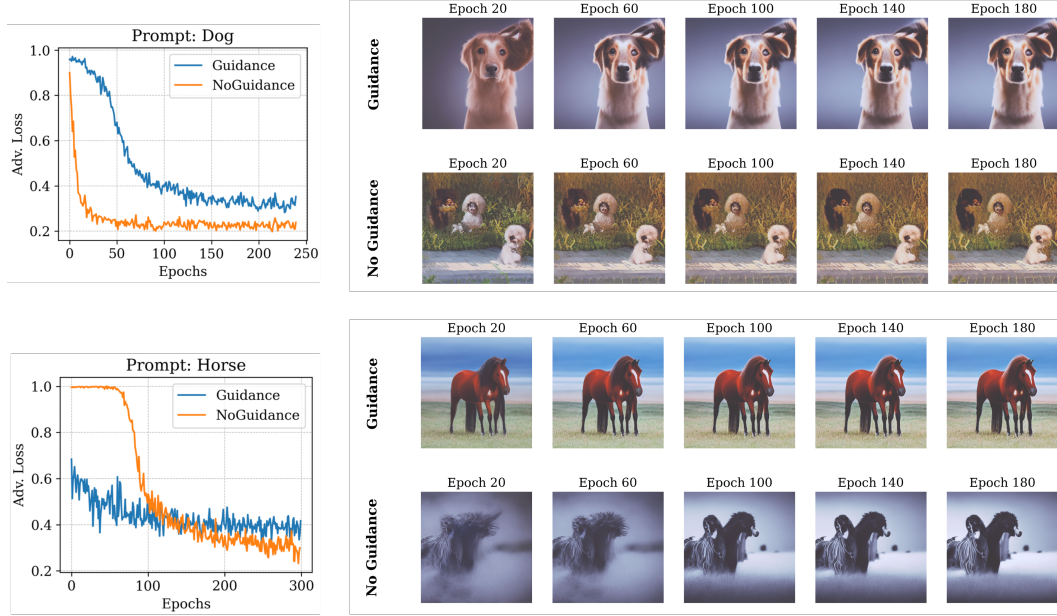 Prompt: Dog
1.0
0.8
0.6
0.4
0.2
Adv. Loss
Guidance
NoGuidance
0 50 100 150 200 250
Epochs
Guidance
Epoch 20 Epoch 60 Epoch 100 Epoch 140 Epoch 180
No Guidance
Epoch 20 Epoch 60 Epoch 100 Epoch 140 Epoch 180
Prompt: Horse
1.0
0.8
0.6
0.4
0.2
Adv. Loss
Guidance
NoGuidance
0 100 200 300
Epochs
Guidance
Epoch 20 Epoch 60 Epoch 100 Epoch 140 Epoch 180
No Guidance
Epoch 20 Epoch 60 Epoch 100 Epoch 140 Epoch 180